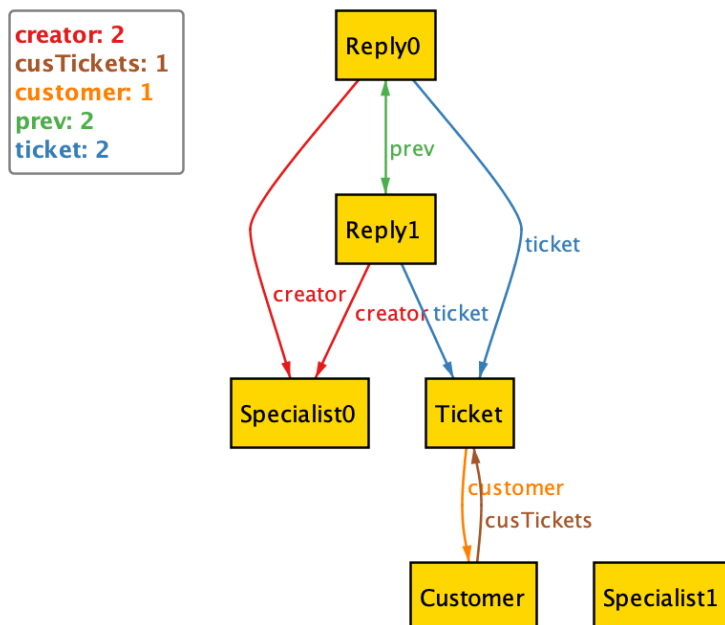 creator: 2
cusTickets: 1
customer: 1
prev: 2
ticket: 2
Reply0
prev
Reply1
ticket
creator
creator
ticket
Specialist0
Ticket
customer
cusTickets
Customer
Specialist1